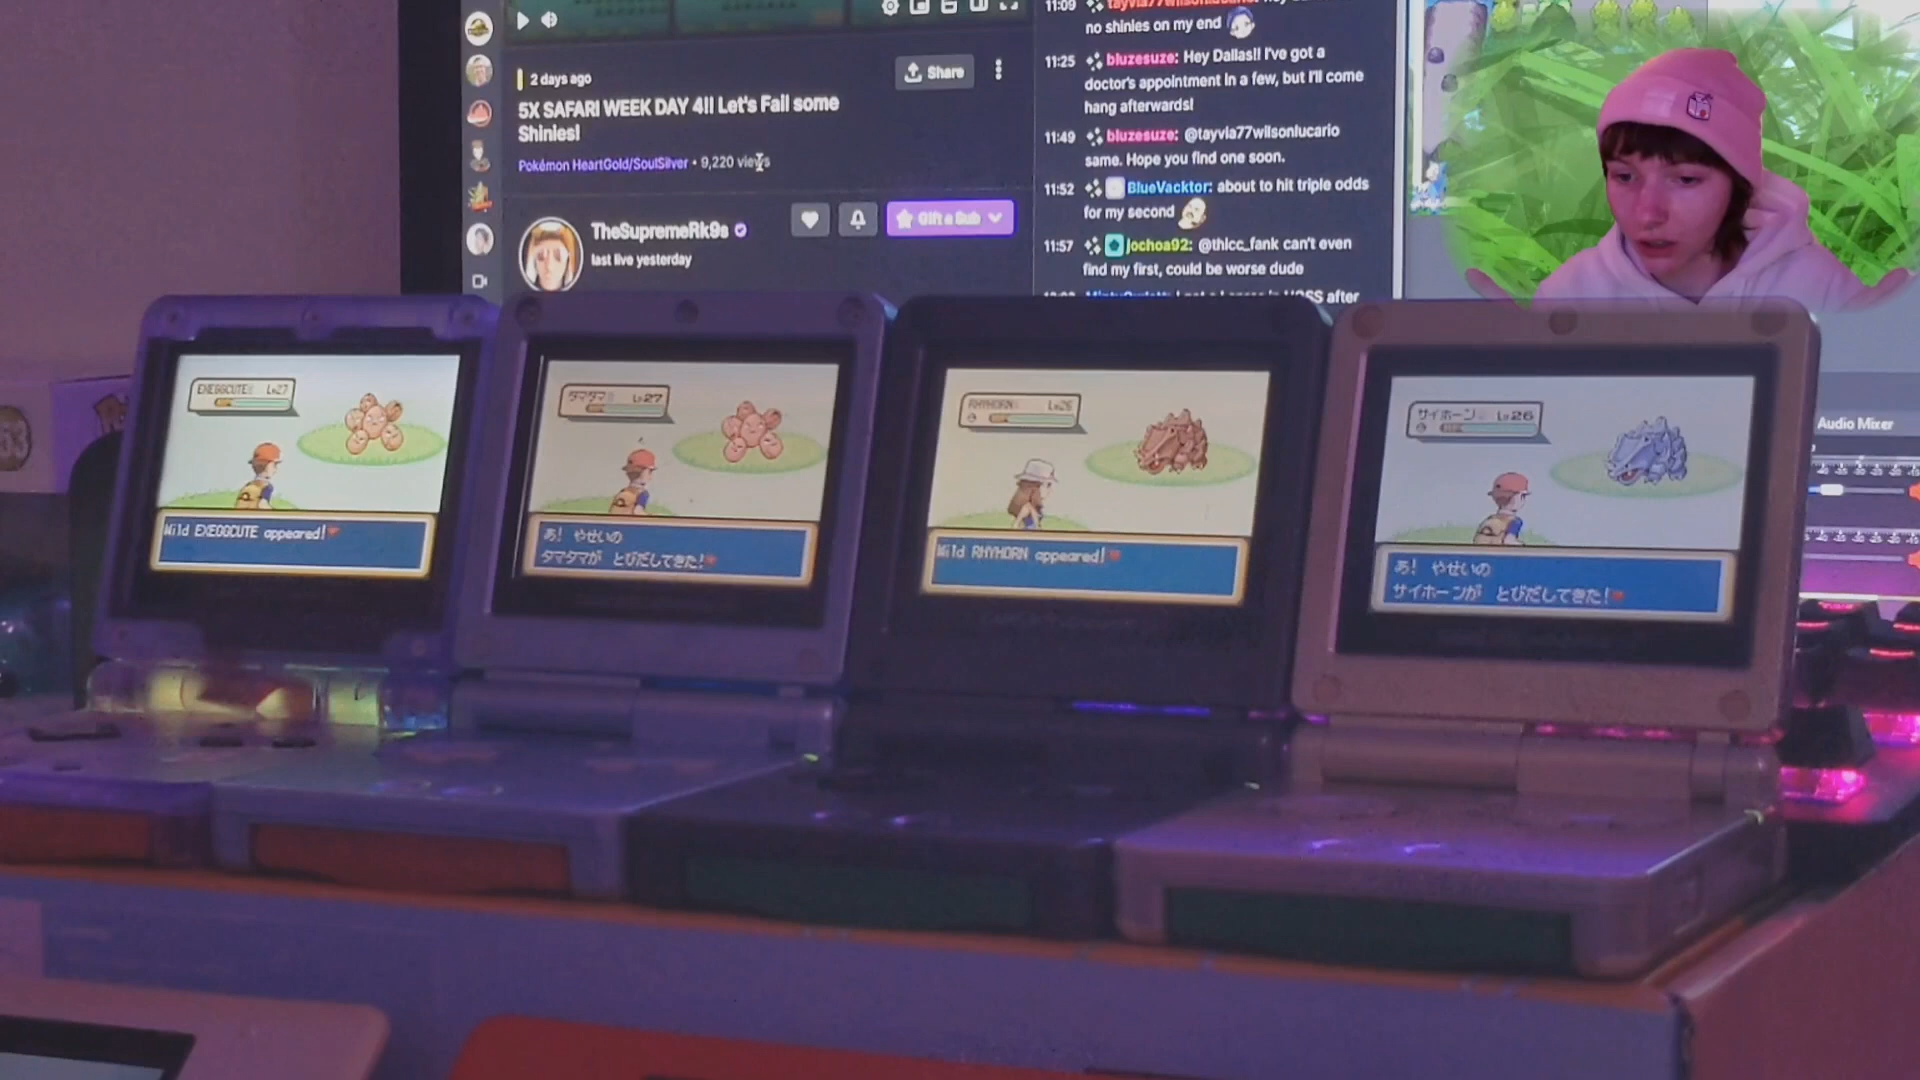 2 days ago
Share
5X SAFARI WEEK DAY 4!! Let's Fail some
Shinies!
Pokémon HeartGold/SoulSilver • 9,220 views
TheSupremeRk9s
last live yesterday
Gift a Sub
11:09
no shinies on my end
11:25 bluzesuze: Hey Dallas!! I've got a
doctor's appointment in a few, but I'll come
hang afterwards!
11:49 bluzesuze: @tayvia77wilsonlucario
same. Hope you find one soon.
11:52 BlueVacktor: about to hit triple odds
for my second
11:57 jochoa92: @thicc_fank can't even
find my first, could be worse dude
after
Audio Mixer
EXEGGCUTE Lv27
Wild EXEGGCUTE appeared!
タマタマ Lv27
あ! やせいの
タマタマが とびだしてきた!
RHYHORN Lv26
Wild RHYHORN appeared!
サイホーン Lv26
あ! やせいの
サイホーンが とびだしてきた!